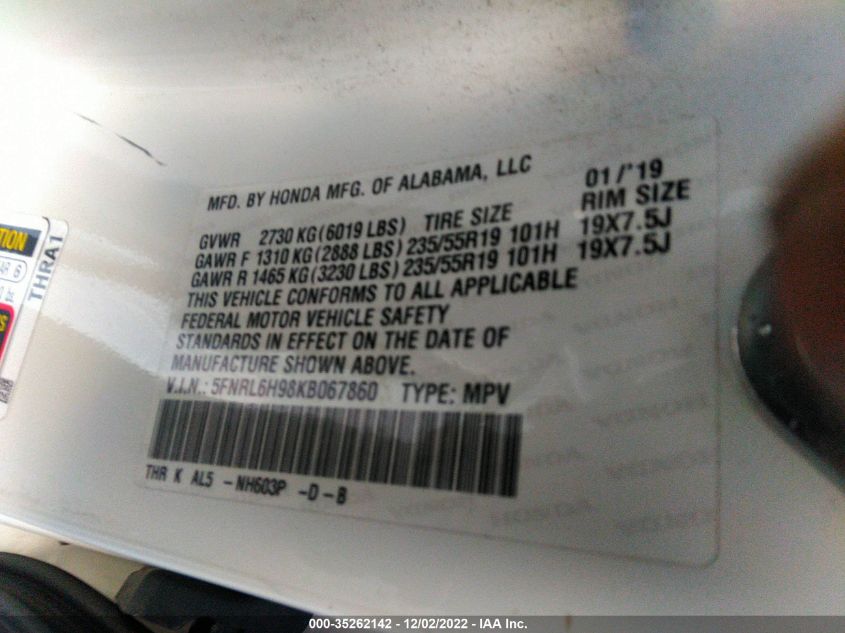 MFD. BY HONDA MFG. OF ALABAMA, LLC 01/'19
GVWR 2730 KG(6019 LBS) TIRE SIZE RIM SIZE
GAWR F 1310 KG(2888 LBS) 235/55R19 101H 19X7.5J
GAWR R 1465 KG(3230 LBS) 235/55R19 101H 19X7.5J
THIS VEHICLE CONFORMS TO ALL APPLICABLE
FEDERAL MOTOR VEHICLE SAFETY
STANDARDS IN EFFECT ON THE DATE OF
MANUFACTURE SHOWN ABOVE.
V.I.N.: 5FNRL6H98KB067860 TYPE: MPV
THR K AL5 -NH603P -D-B
THRA1
000-35262142 - 12/02/2022 - IAA Inc.